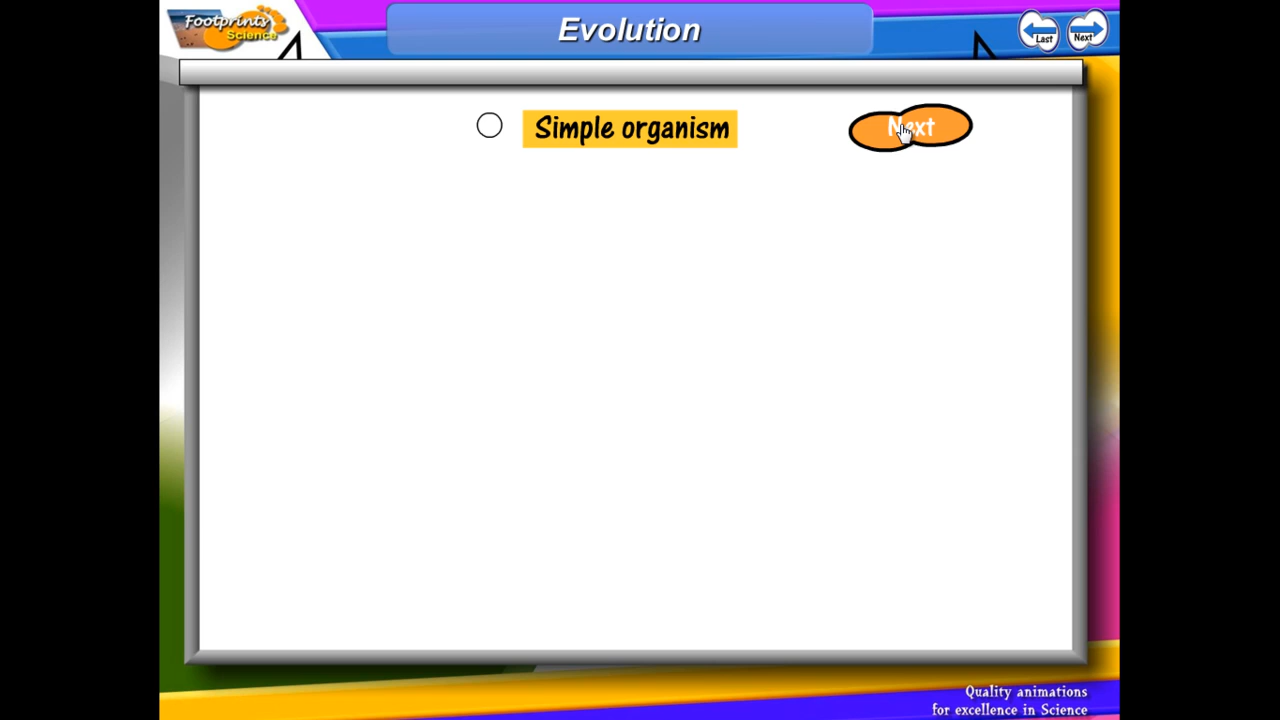 Footprints
Science
Evolution
Last
Next
Simple organism
Next
Quality animations
for excellence in Science